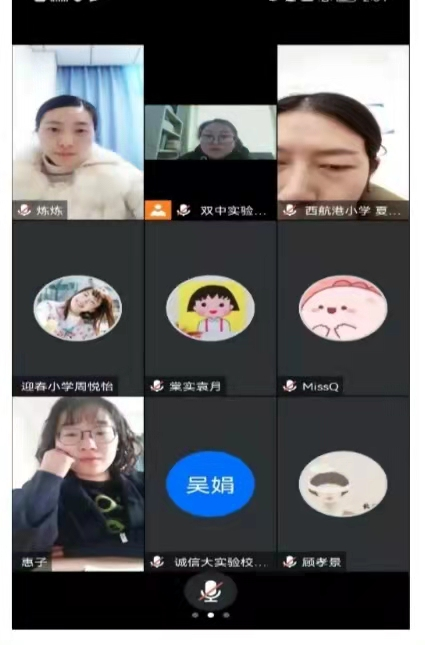 炼炼
双中实验...
西航港小学 夏...
迎春小学周悦怡
棠实袁月
MissQ
惠子
吴娟
诚信大实验校...
顾孝景